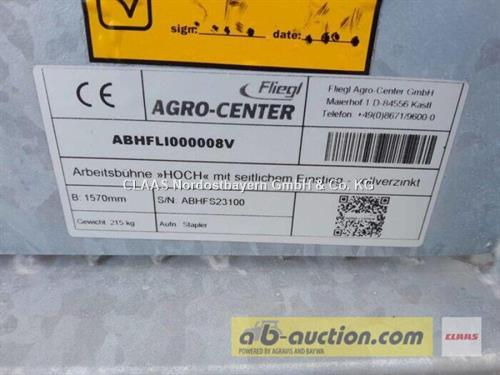 sign: date:
CE
Fliegl
AGRO-CENTER
Fliegl Agro-Center GmbH
Maierhof 1 D-84556 Kastl
Telefon: +49(0)8671/9600-0
ABHFLI000008V
Arbeitsbühne »HOCH« mit seitlichem Einstieg
CLAAS Nordostbayern GmbH & Co. KG
B: 1570mm
S/N: ABHFS23100
Gewicht: 215 kg
Aufn: Stapler
ab-auction.com
POWERED BY AGRAVIS AND BAYWA
CLAAS